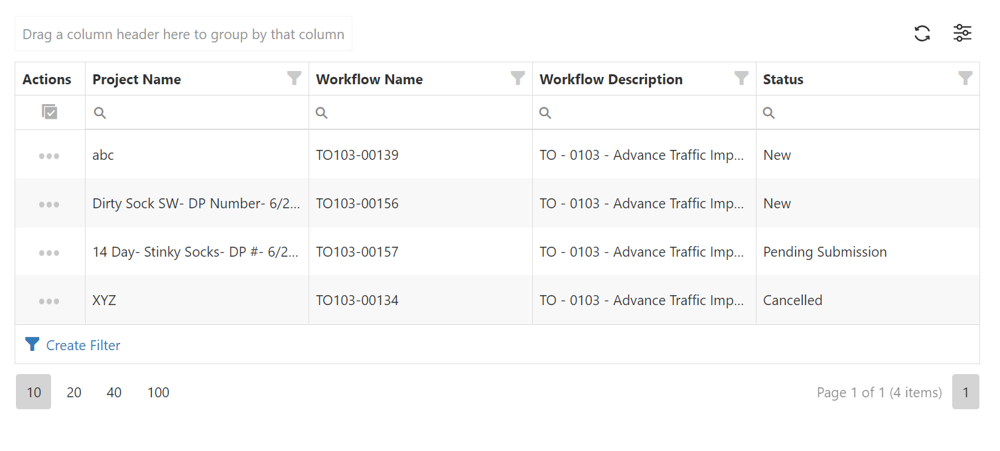 Drag a column header here to group by that column
Actions Project Name Workflow Name Workflow Description Status
abc TO103-00139 TO - 0103 - Advance Traffic Imp... New
Dirty Sock SW- DP Number- 6/2... TO103-00156 TO - 0103 - Advance Traffic Imp... New
14 Day- Stinky Socks- DP #- 6/2... TO103-00157 TO - 0103 - Advance Traffic Imp... Pending Submission
XYZ TO103-00134 TO - 0103 - Advance Traffic Imp... Cancelled
Create Filter
10 20 40 100 Page 1 of 1 (4 items) 1